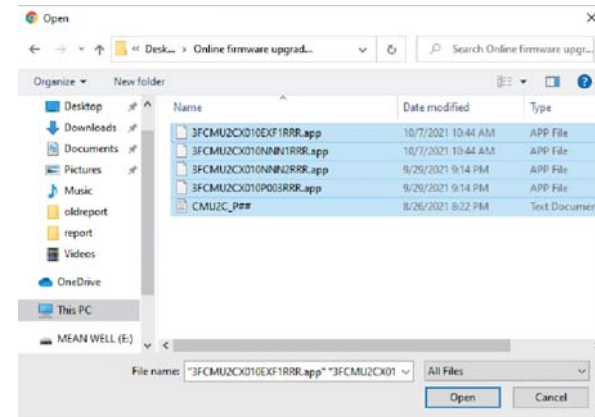 Open
« Desk... › Online firmware upgrad...
Search Online firmware upgr...
Organize
New folder
Name
Date modified
Type
Desktop
Downloads
Documents
Pictures
Music
oldreport
report
Videos
OneDrive
This PC
MEAN WELL (E:)
3FCMU2CX010EXF1RRR.app 10/7/2021 10:44 AM APP File
3FCMU2CX010NNN1RRR.app 10/7/2021 10:44 AM APP File
3FCMU2CX010NNN2RRR.app 9/29/2021 9:14 PM APP File
3FCMU2CX010P003RRR.app 9/29/2021 9:14 PM APP File
CMU2C_P## 8/26/2021 8:22 PM Text Documen
File name: "3FCMU2CX010EXF1RRR.app" "3FCMU2CX01
All Files
Open
Cancel